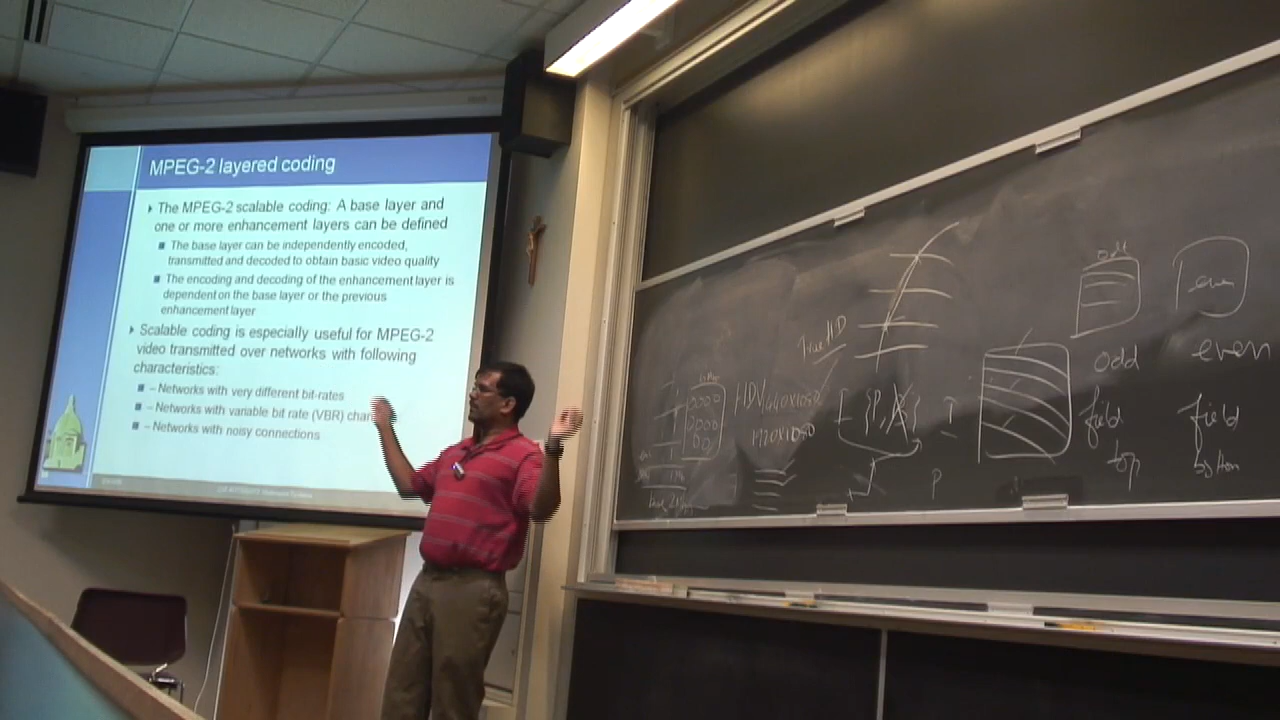 MPEG-2 layered coding
The MPEG-2 scalable coding: A base layer and
one or more enhancement layers can be defined
The base layer can be independently encoded,
transmitted and decoded to obtain basic video quality
The encoding and decoding of the enhancement layer is
dependent on the base layer or the previous
enhancement layer
Scalable coding is especially useful for MPEG-2
video transmitted over networks with following
characteristics:
– Networks with very different bit-rates
– Networks with variable bit rate (VBR)
– Networks with noisy connections
True HD
HDV 1440x1080
1920x1080
P
odd
odd
field
top
even
field